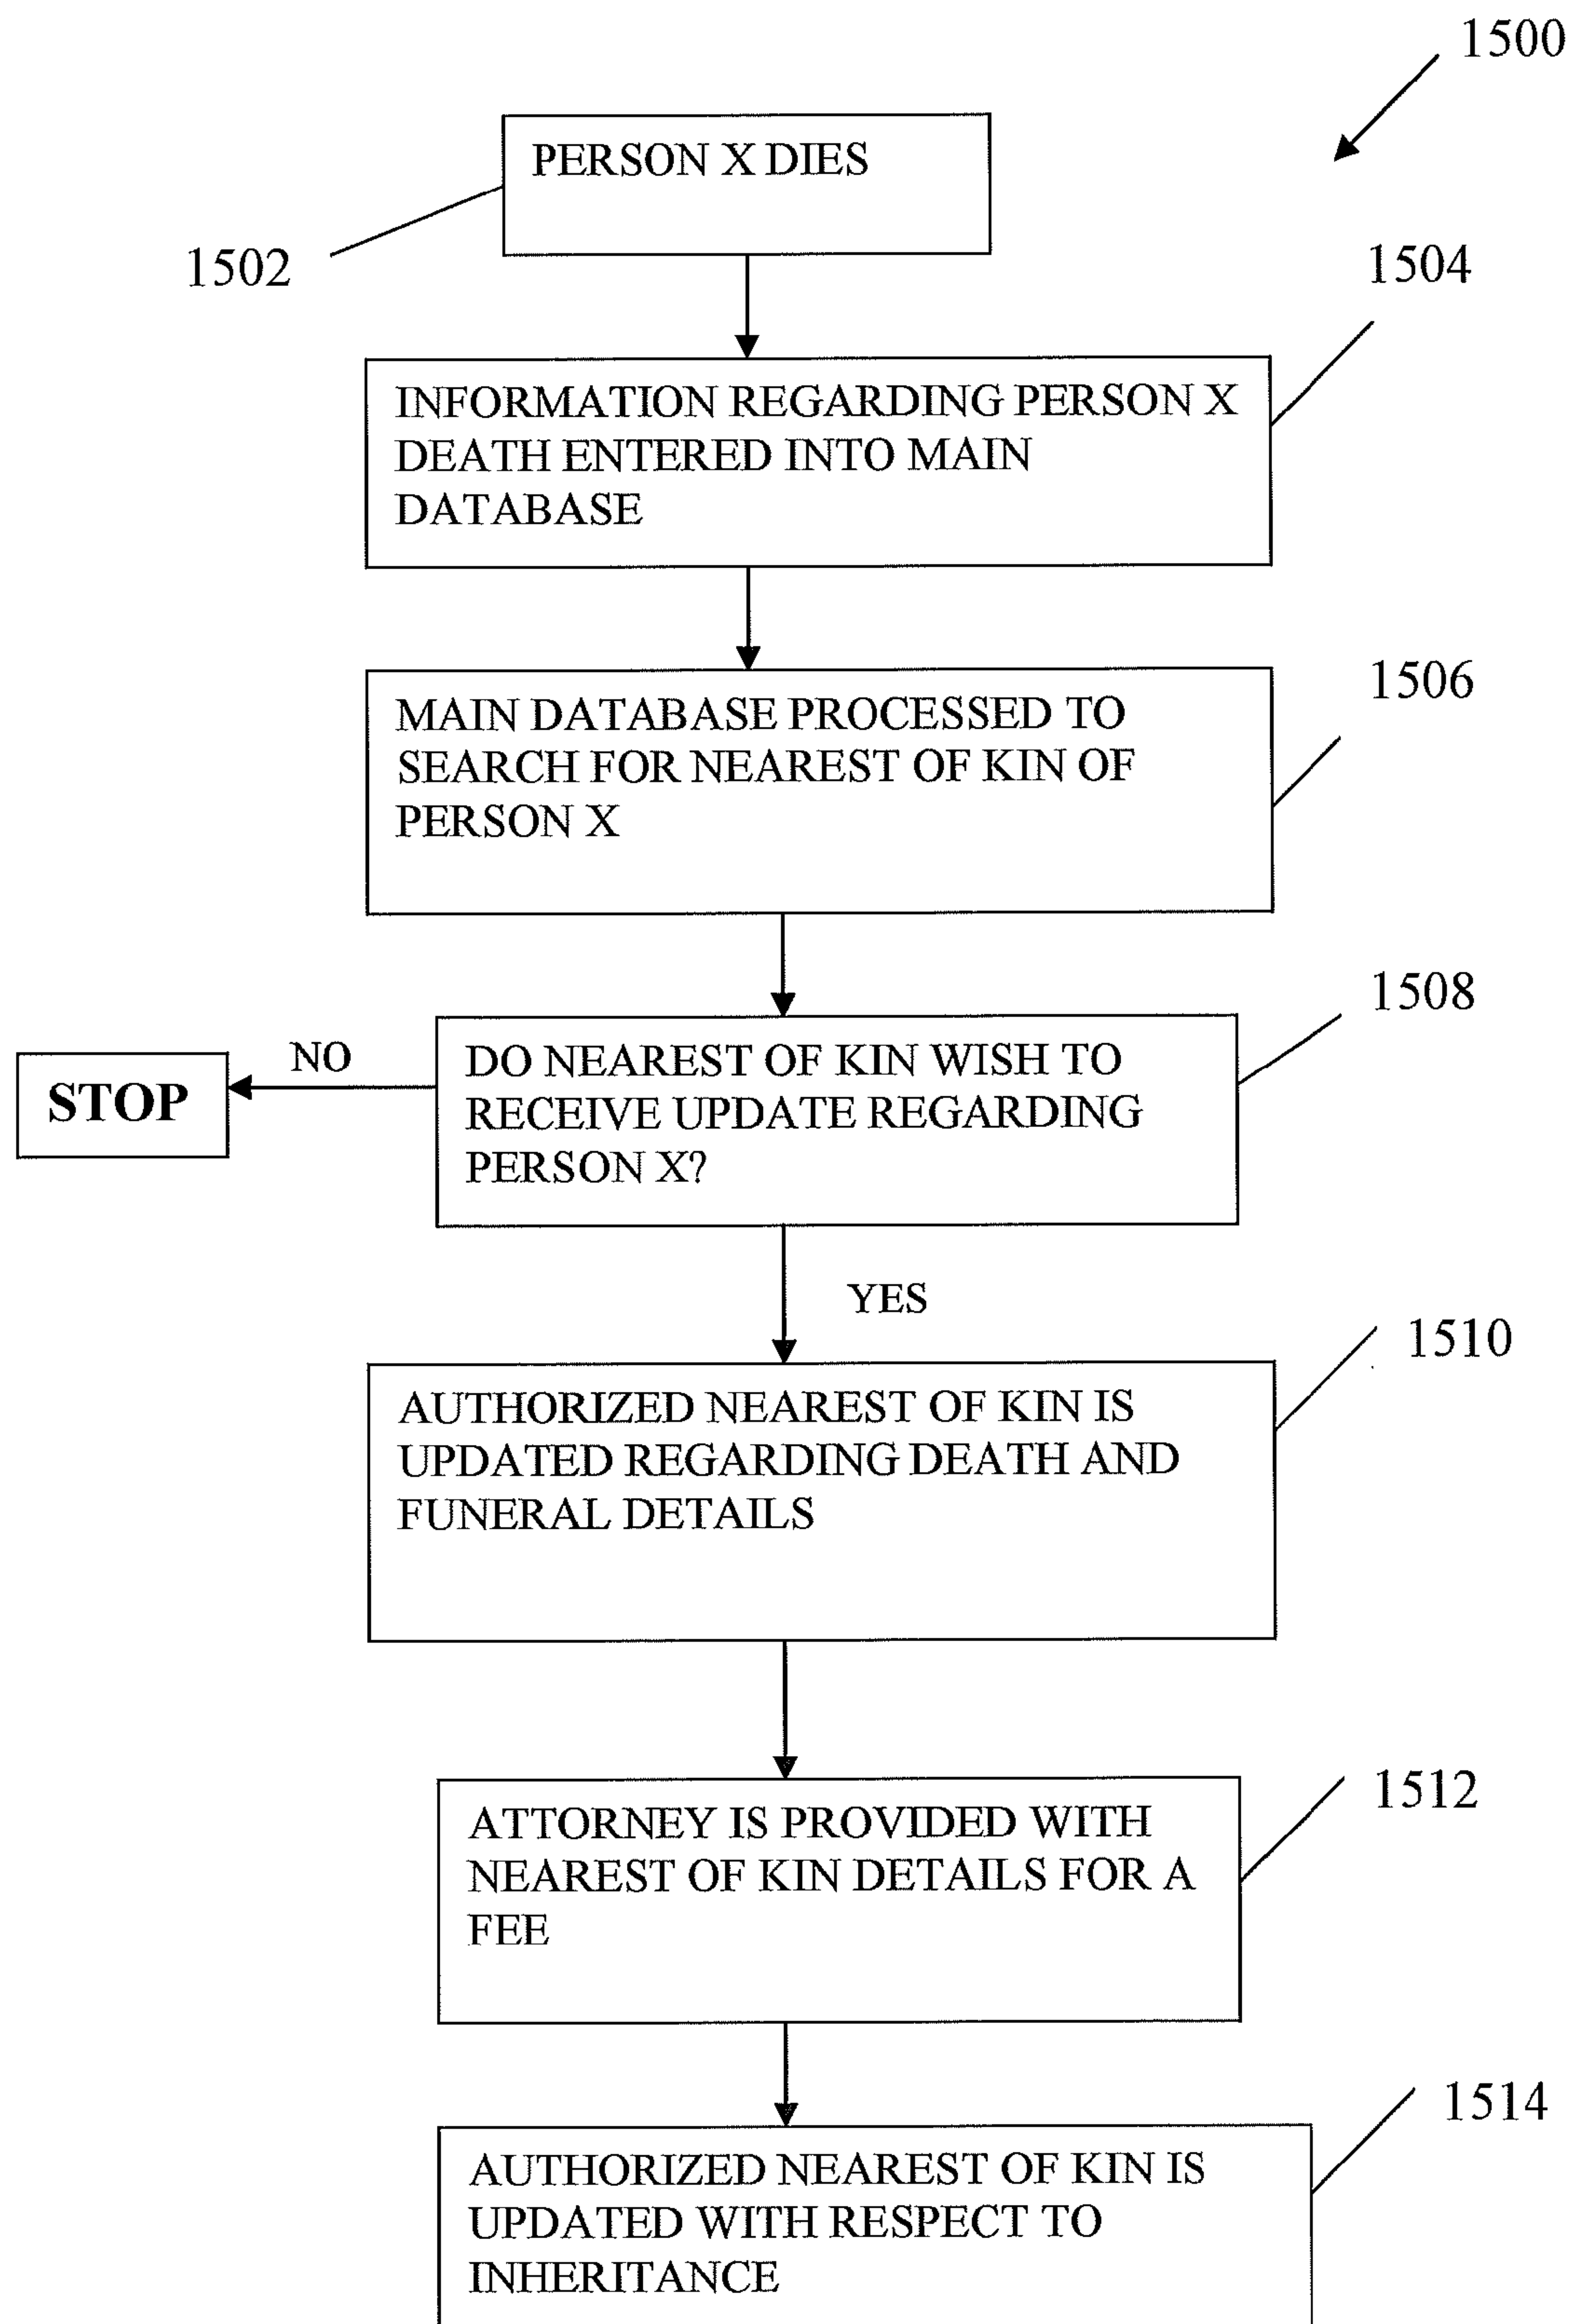 1500
PERSON X DIES
1502
1504
INFORMATION REGARDING PERSON X
DEATH ENTERED INTO MAIN
DATABASE
1506
MAIN DATABASE PROCESSED TO
SEARCH FOR NEAREST OF KIN OF
PERSON X
1508
NO
STOP
DO NEAREST OF KIN WISH TO
RECEIVE UPDATE REGARDING
PERSON X?
YES
1510
AUTHORIZED NEAREST OF KIN IS
UPDATED REGARDING DEATH AND
FUNERAL DETAILS
1512
ATTORNEY IS PROVIDED WITH
NEAREST OF KIN DETAILS FOR A
FEE
1514
AUTHORIZED NEAREST OF KIN IS
UPDATED WITH RESPECT TO
INHERITANCE